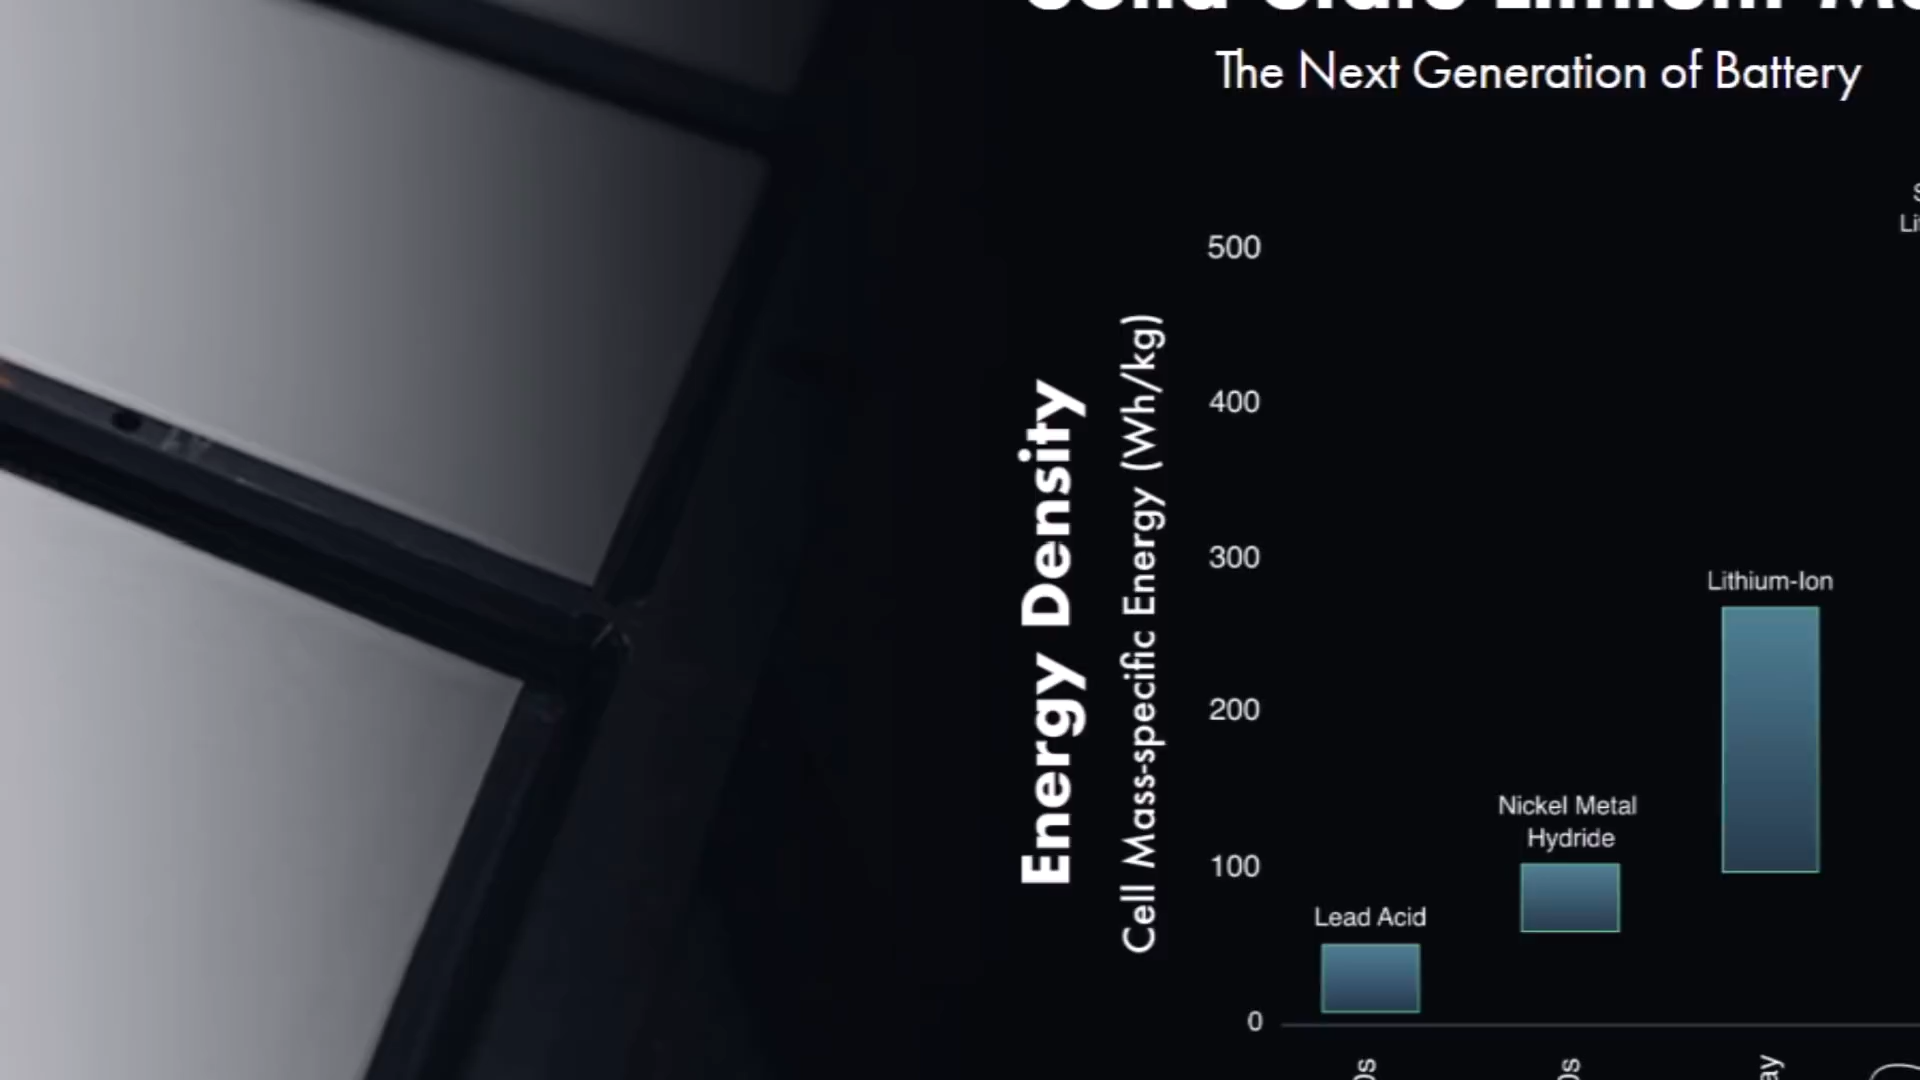 The Next Generation of Battery
500
400
300
200
100
0
Energy Density
Cell Mass-specific Energy (Wh/kg)
Lithium-Ion
Nickel Metal
Hydride
Lead Acid